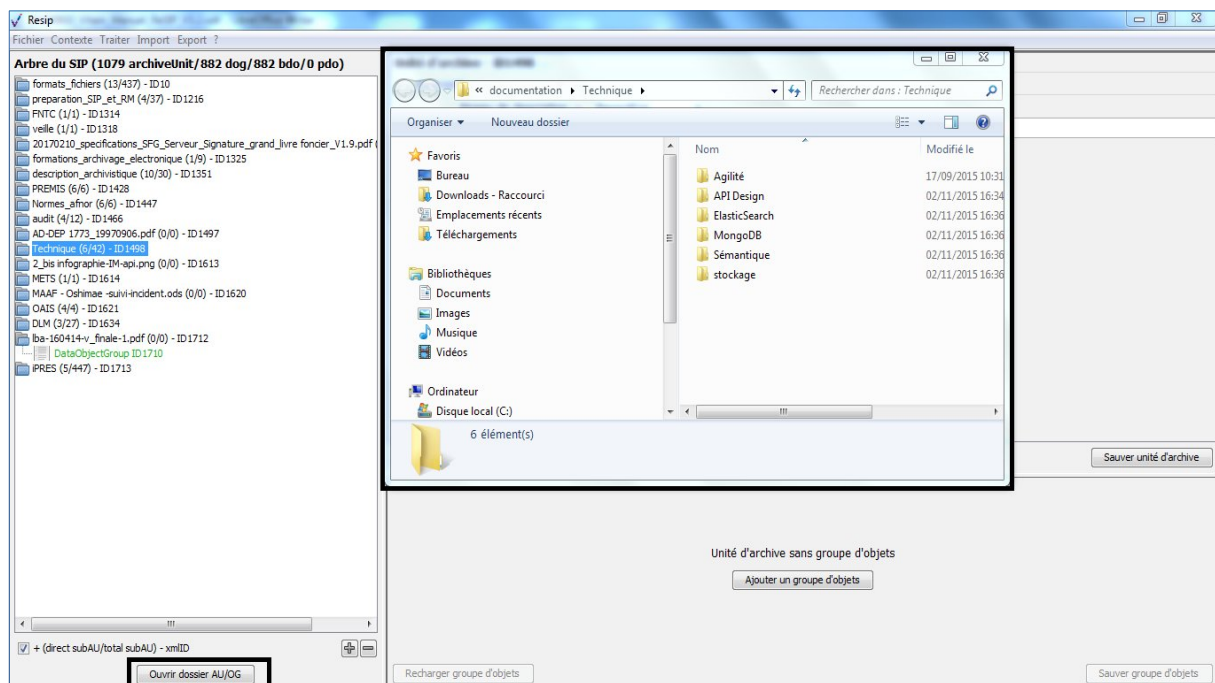 Resip
Fichier Contexte Traiter Import Export ?
Arbre du SIP (1079 archiveUnit/882 dog/882 bdo/0 pdo)
formats_fichiers (13/437) - ID10
preparation_SIP_et_RM (4/37) - ID1216
FNTC (1/1) - ID1314
veille (1/1) - ID1318
20170210_specifications_SFG_Serveur_Signature_grand_livre foncier_V1.9.pdf (
formations_archivage_electronique (1/9) - ID1325
description_archivistique (10/30) - ID1351
PREMIS (6/6) - ID1428
Normes_afnor (6/6) - ID1447
audit (4/12) - ID1466
AD-DEP 1773_19970906.pdf (0/0) - ID1497
Technique (6/42) - ID1498
2_bis infographie-IM-api.png (0/0) - ID1613
METS (1/1) - ID1614
MAAF - Oshimae -suivi-incident.ods (0/0) - ID1620
OAIS (4/4) - ID1621
DLM (3/27) - ID1634
lba-160414-v_finale-1.pdf (0/0) - ID1712
DataObjectGroup ID1710
iPRES (5/447) - ID1713
+ (direct subAU/total subAU) - xmlID
Ouvrir dossier AU/OG
« documentation Technique
Rechercher dans : Technique
Organiser
Nouveau dossier
Favoris
Bureau
Downloads - Raccourci
Emplacements récents
Téléchargements
Bibliothèques
Documents
Images
Musique
Vidéos
Ordinateur
Disque local (C:)
Nom
Modifié le
Agilité 17/09/2015 10:31
API Design 02/11/2015 16:34
ElasticSearch 02/11/2015 16:36
MongoDB 02/11/2015 16:36
Sémantique 02/11/2015 16:36
stockage 02/11/2015 16:36
6 élément(s)
Sauver unité d'archive
Unité d'archive sans groupe d'objets
Ajouter un groupe d'objets
Recharger groupe d'objets
Sauver groupe d'objets